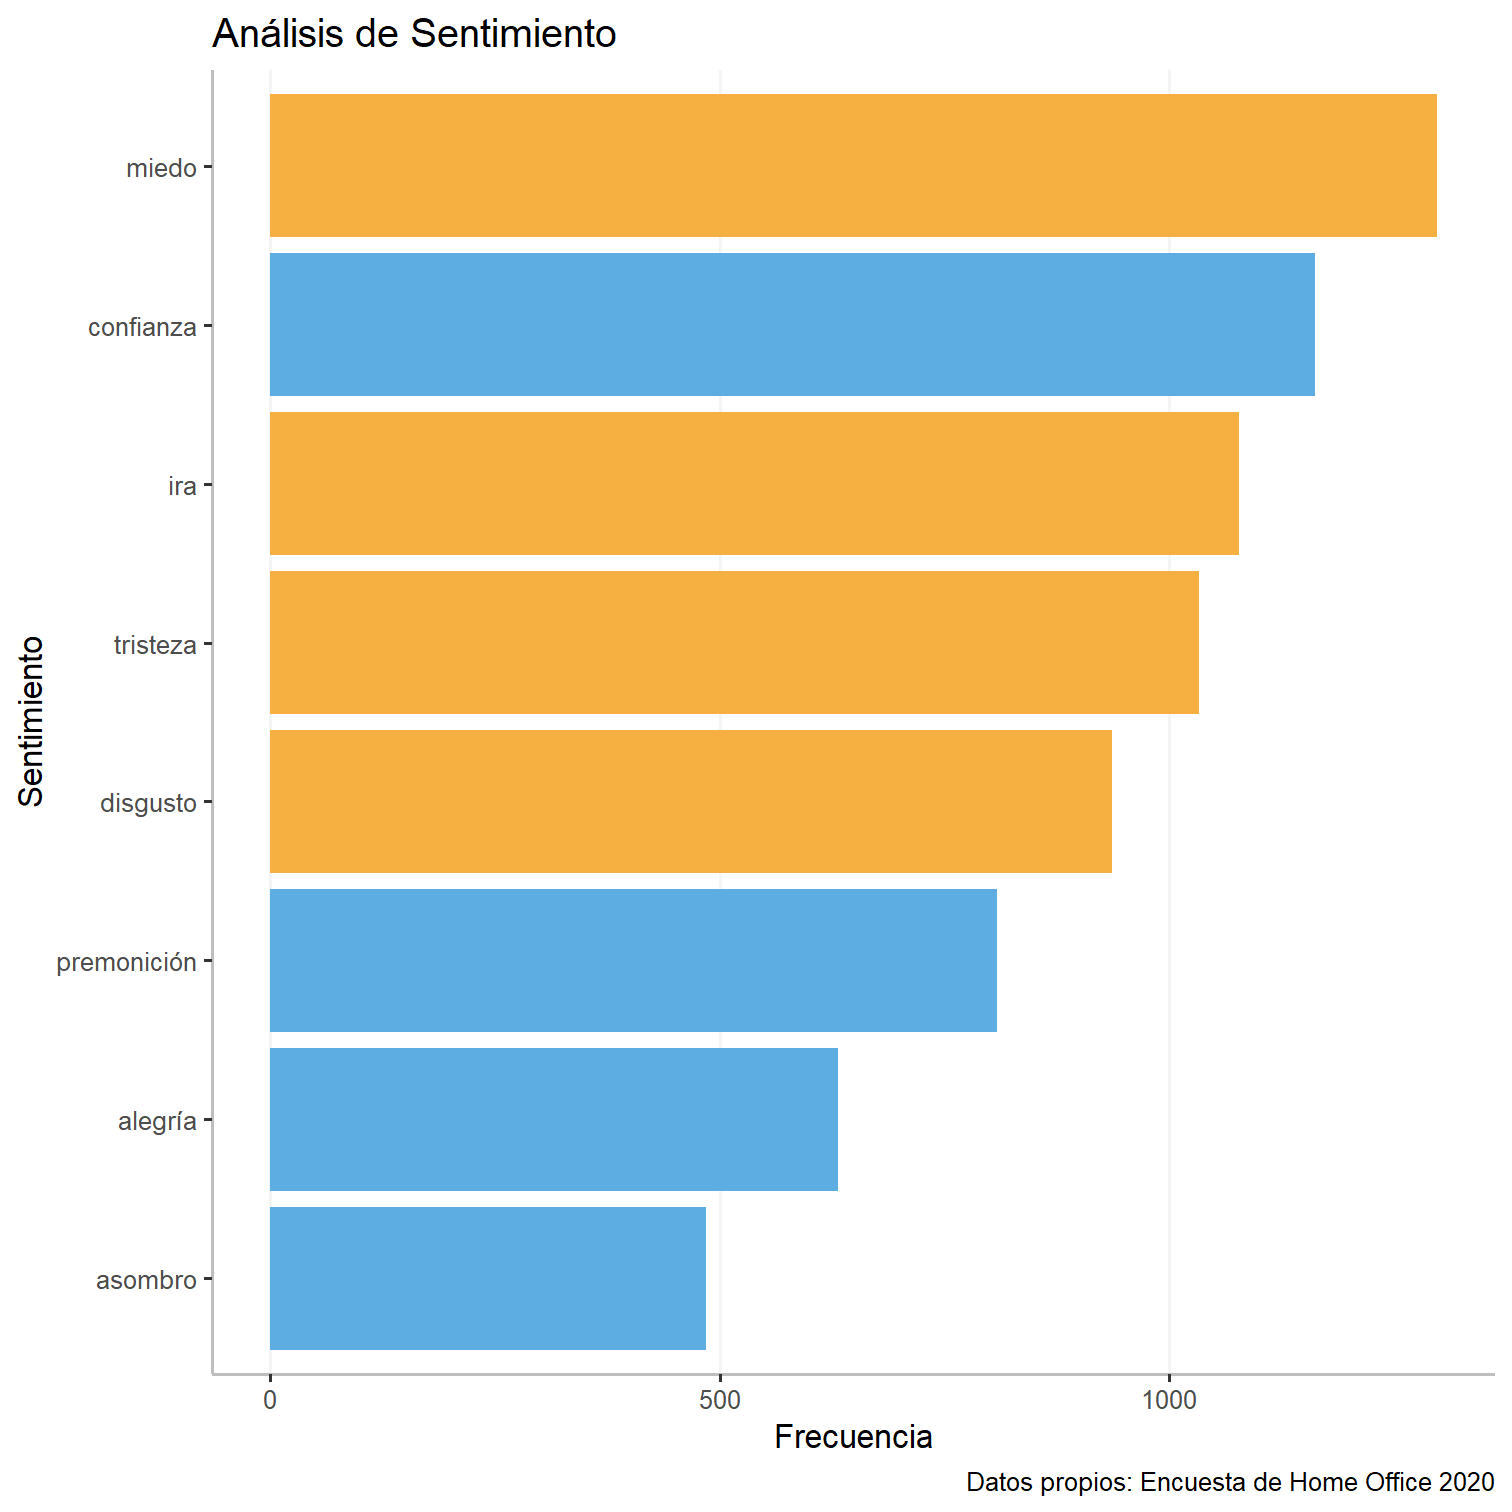 Análisis de Sentimiento
miedo
confianza
ira
tristeza
disgusto
premonición
alegría
asombro
Sentimiento
0 500 1000
Frecuencia
Datos propios: Encuesta de Home Office 2020